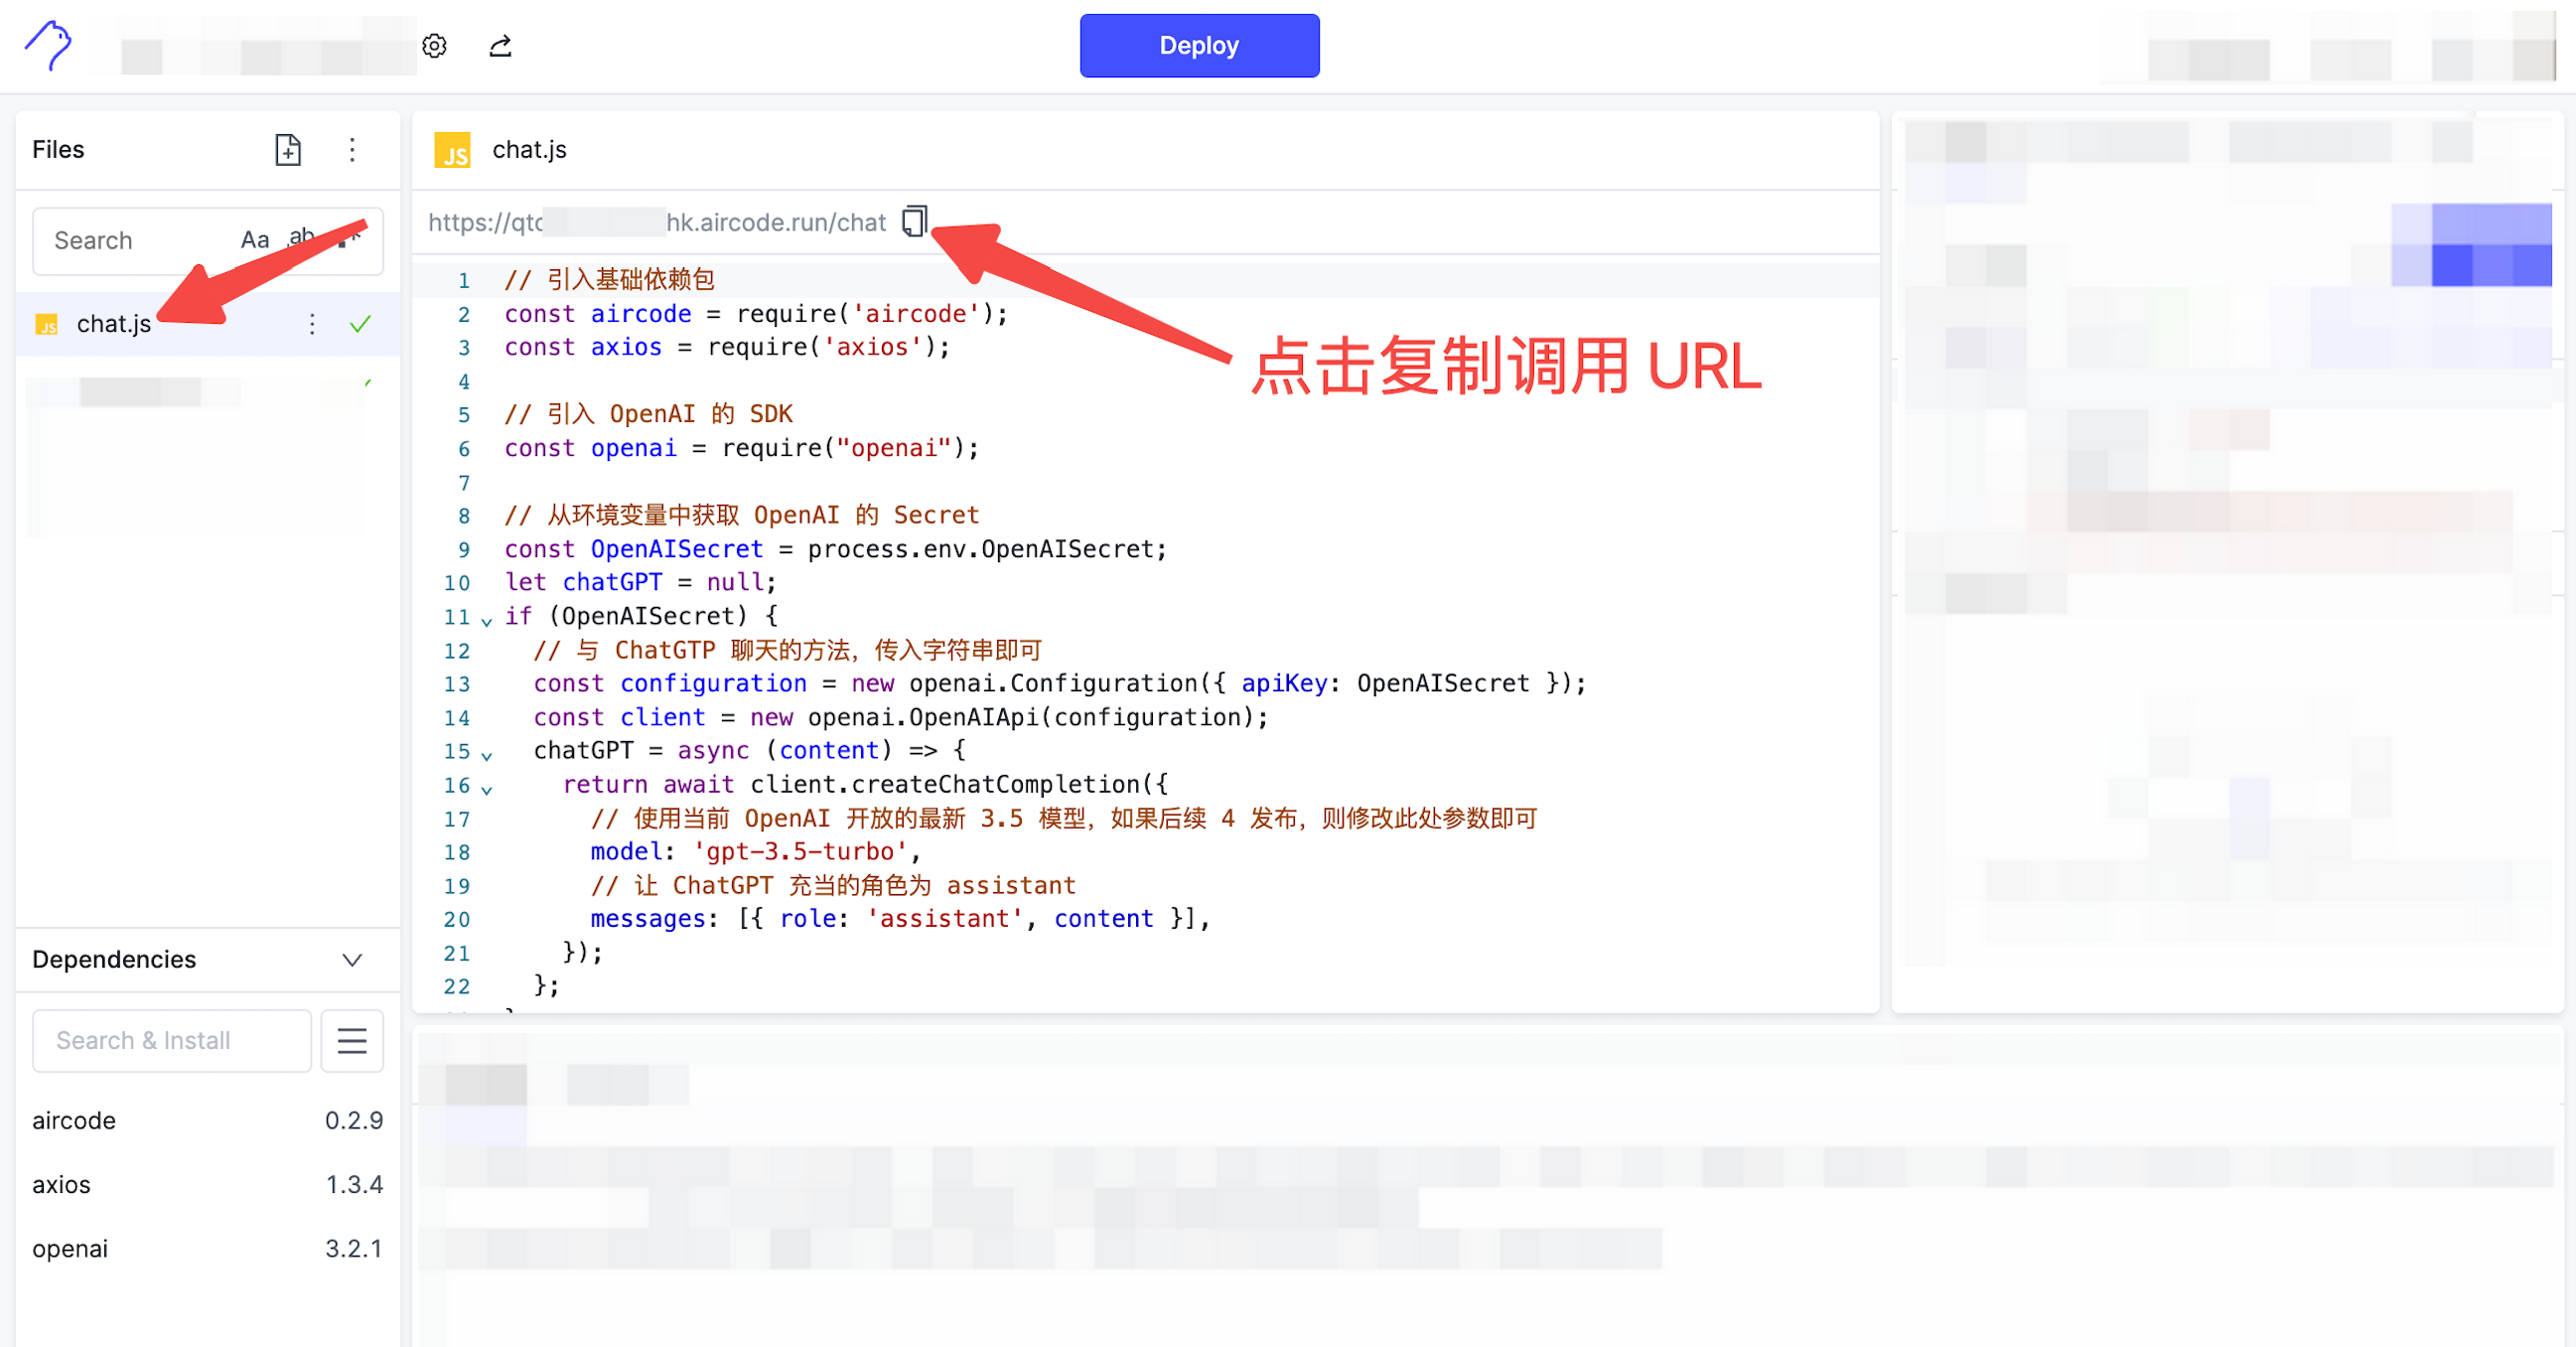 Deploy
Files
Search Aa ab .*
chat.js
Dependencies
Search & Install
aircode 0.2.9
axios 1.3.4
openai 3.2.1
JS chat.js
https://qtc hk.aircode.run/chat
点击复制调用 URL
1 // 引入基础依赖包
2 const aircode = require('aircode');
3 const axios = require('axios');
4
5 // 引入 OpenAI 的 SDK
6 const openai = require("openai");
7
8 // 从环境变量中获取 OpenAI 的 Secret
9 const OpenAISecret = process.env.OpenAISecret;
10 let chatGPT = null;
11 if (OpenAISecret) {
12 // 与 ChatGTP 聊天的方法，传入字符串即可
13 const configuration = new openai.Configuration({ apiKey: OpenAISecret });
14 const client = new openai.OpenAIApi(configuration);
15 chatGPT = async (content) => {
16 return await client.createChatCompletion({
17 // 使用当前 OpenAI 开放的最新 3.5 模型，如果后续 4 发布，则修改此处参数即可
18 model: 'gpt-3.5-turbo',
19 // 让 ChatGPT 充当的角色为 assistant
20 messages: [{ role: 'assistant', content }],
21 });
22 };